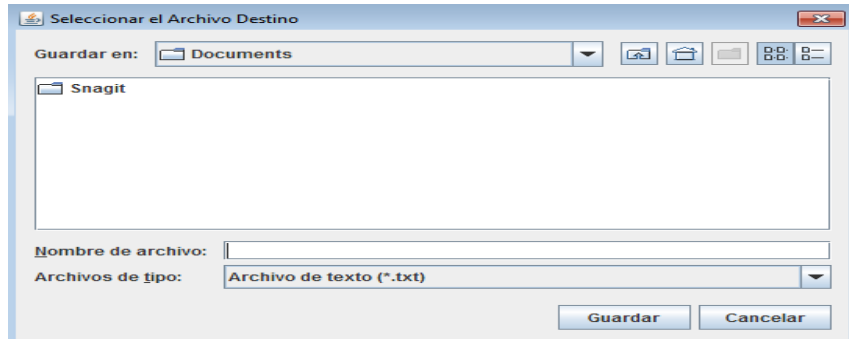 Seleccionar el Archivo Destino
Guardar en: Documents
Snagit
Nombre de archivo:
Archivos de tipo: Archivo de texto (*.txt)
Guardar Cancelar